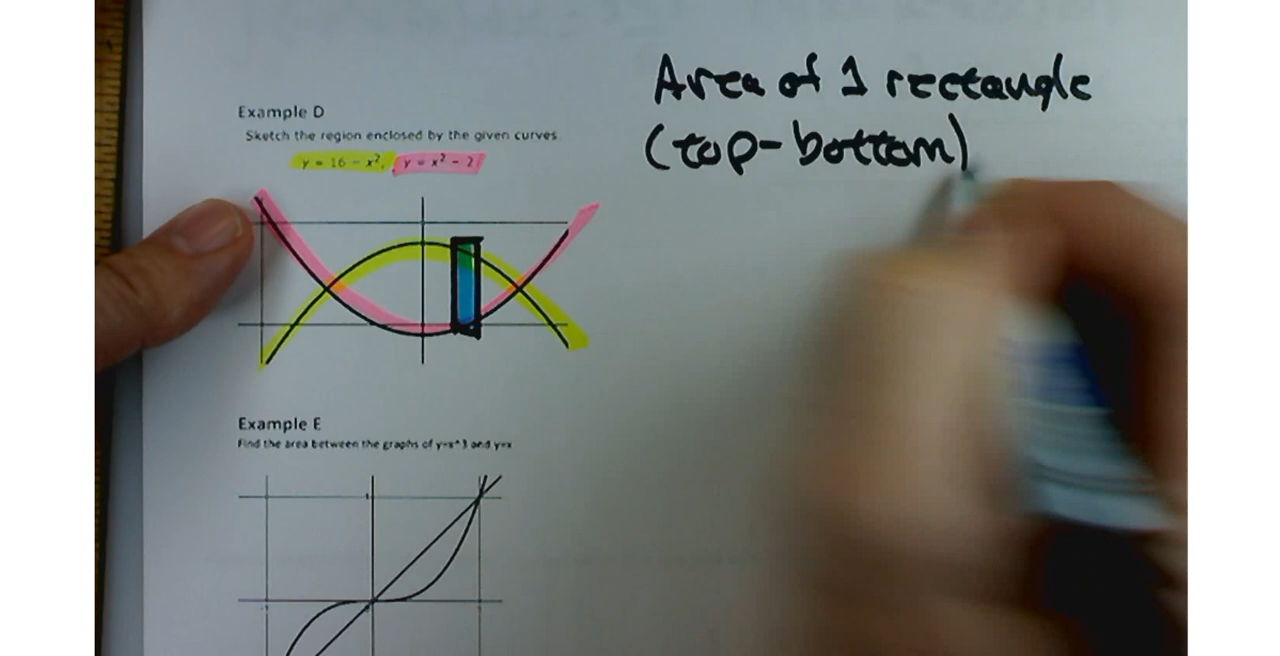 Area of 1 rectangle
(top-bottom)
Example D
Sketch the region enclosed by the given curves.
y = 16 - x², y = x² - 2
Example E
Find the area between the graphs of y=x^3 and y=x